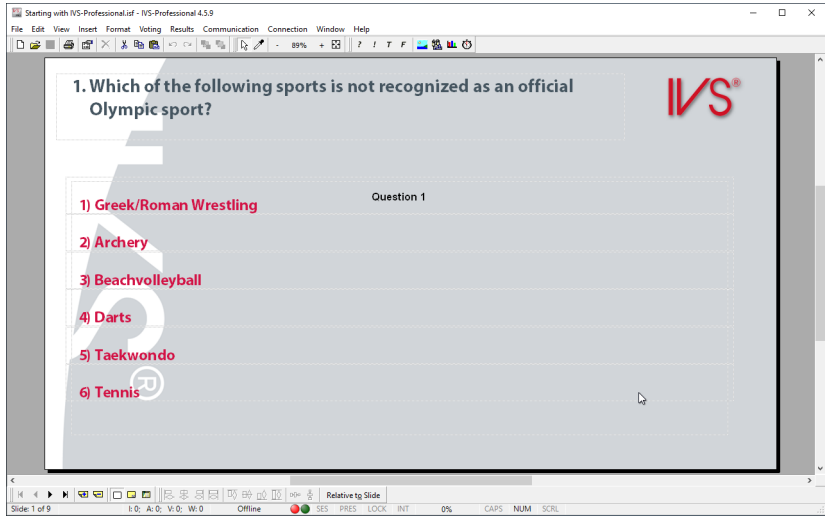 Starting with IVS-Professional.isf - IVS-Professional 4.5.9
File Edit View Insert Format Voting Results Communication Connection Window Help
- 89% + ? ! T F
1. Which of the following sports is not recognized as an official
Olympic sport?
IVS®
Question 1
1) Greek/Roman Wrestling
2) Archery
3) Beachvolleyball
4) Darts
5) Taekwondo
6) Tennis
IVS®
Relative to Slide
Slide: 1 of 9 I: 0; A: 0; V: 0; W: 0 Offline SES PRES LOCK INT 0% CAPS NUM SCRL